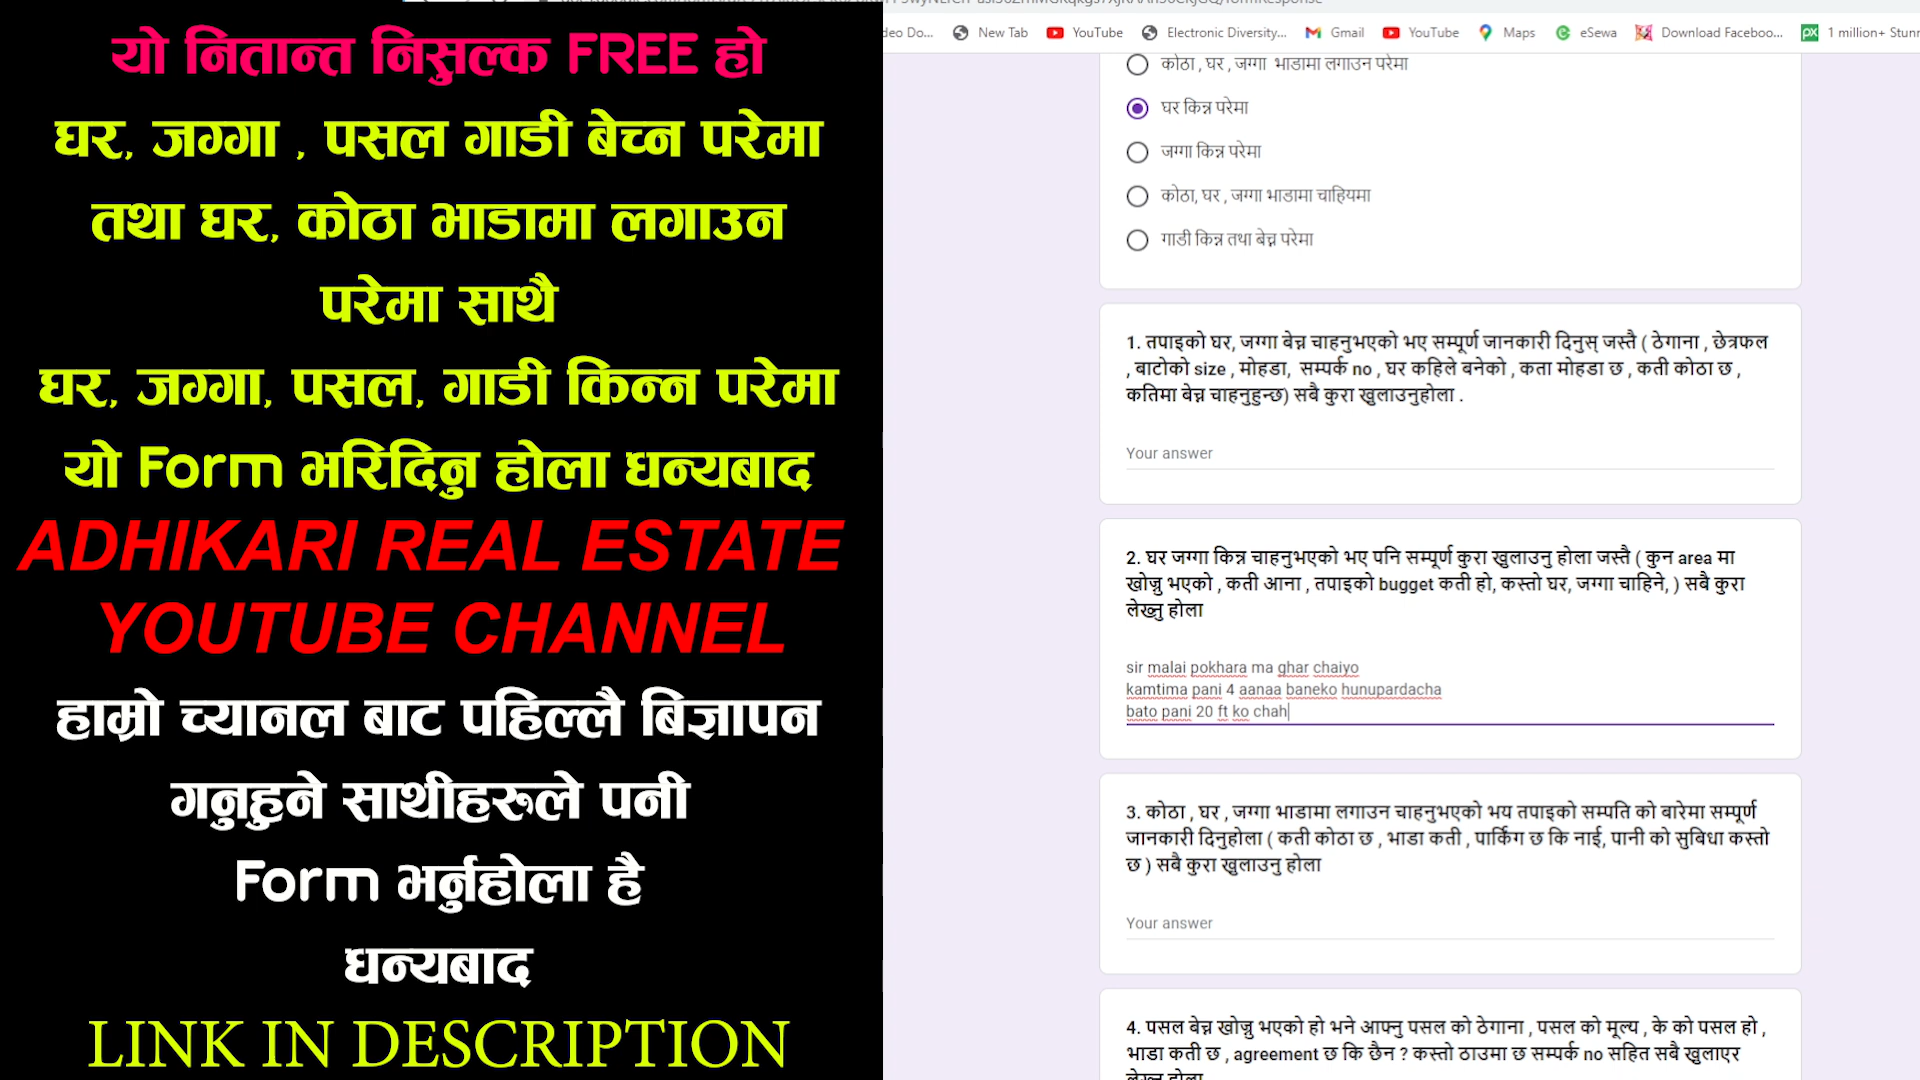 यो नितान्त निसुल्क FREE हो
घर, जग्गा , पसल गाडी बेच्न परेमा
तथा घर, कोठा भाडामा लगाउन
परेमा साथै
घर, जग्गा, पसल, गाडी किन्न परेमा
यो Form भरिदिनु होला धन्यबाद
ADHIKARI REAL ESTATE
YOUTUBE CHANNEL
हाम्रो च्यानल बाट पहिल्लै बिज्ञापन
गनुहुने साथीहरुले पनी
Form भर्नुहोला है
धन्यबाद
LINK IN DESCRIPTION
deo Do... New Tab YouTube Electronic Diversity... Gmail YouTube Maps eSewa Download Faceboo... 1 million+ Stunn
कोठा , घर , जग्गा भाडामा लगाउन परेमा
घर किन्न परेमा
जग्गा किन्न परेमा
कोठा, घर , जग्गा भाडामा चाहियमा
गाडी किन्न तथा बेच्न परेमा
1. तपाइको घर, जग्गा बेच्न चाहनुभएको भए सम्पूर्ण जानकारी दिनुस् जस्तै ( ठेगाना , छेत्रफल
, बाटोको size , मोहडा, सम्पर्क no , घर कहिले बनेको , कता मोहडा छ , कती कोठा छ ,
कतिमा बेच्न चाहनुहुन्छ) सबै कुरा खुलाउनुहोला .
Your answer
2. घर जग्गा किन्न चाहनुभएको भए पनि सम्पूर्ण कुरा खुलाउनु होला जस्तै ( कुन area मा
खोज्नु भएको , कती आना , तपाइको bugget कती हो, कस्तो घर, जग्गा चाहिने, ) सबै कुरा
लेख्नु होला
sir malai pokhara ma ghar chaiyo
kamtima pani 4 aanaa baneko hunupardacha
bato pani 20 ft ko chah
3. कोठा , घर , जग्गा भाडामा लगाउन चाहनुभएको भय तपाइको सम्पति को बारेमा सम्पूर्ण
जानकारी दिनुहोला ( कती कोठा छ , भाडा कती , पार्किंग छ कि नाई, पानी को सुबिधा कस्तो
छ ) सबै कुरा खुलाउनु होला
Your answer
4. पसल बेच्न खोज्नु भएको हो भने आफ्नु पसल को ठेगाना , पसल को मूल्य , के को पसल हो ,
भाडा कती छ , agreement छ कि छैन ? कस्तो ठाउमा छ सम्पर्क no सहित सबै खुलाएर
लेख्नु होला